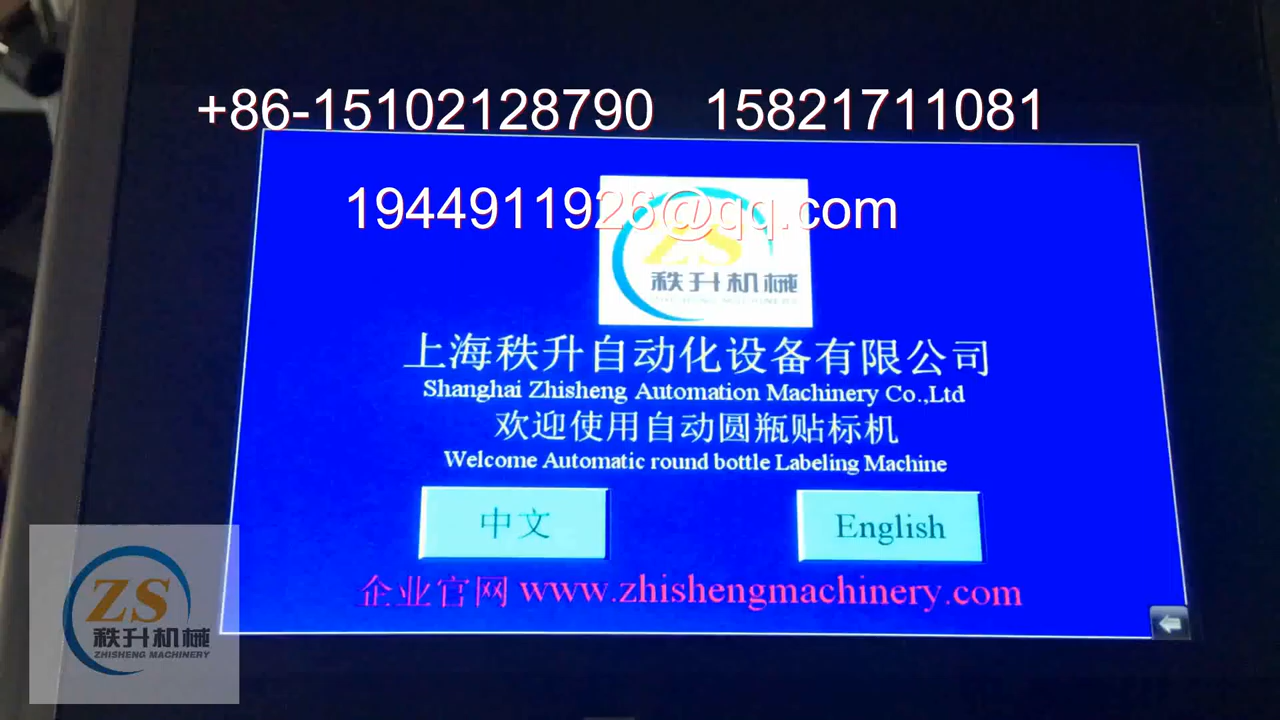 +86-15102128790 15821711081
1944911926@qq.com
ZS
秩升机械
ZHISHENG MACHINERY
上海秩升自动化设备有限公司
Shanghai Zhisheng Automation Machinery Co.,Ltd
欢迎使用自动圆瓶贴标机
Welcome Automatic round bottle Labeling Machine
中文
English
企业官网 www.zhishengmachinery.com
ZS
秩升机械
ZHISHENG MACHINERY